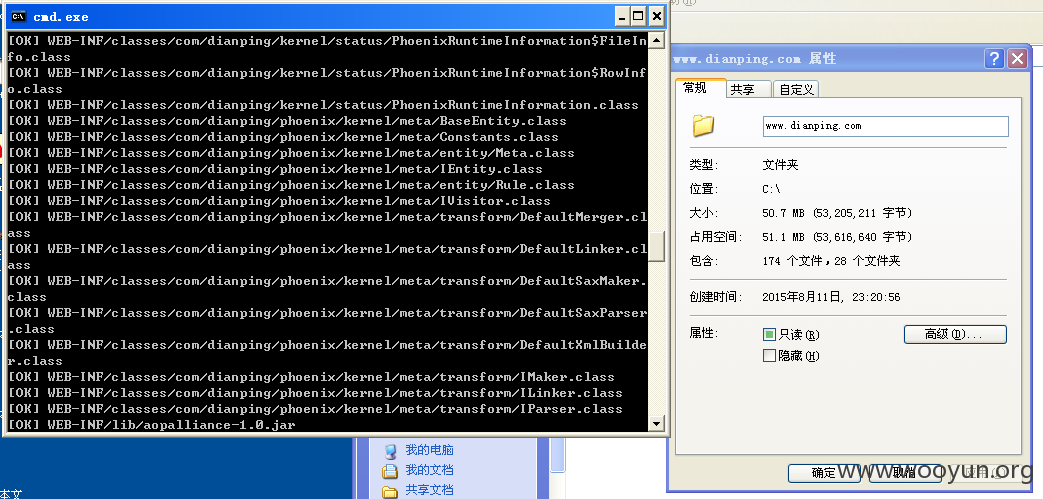 cmd.exe
[OK] WEB-INF/classes/com/dianping/kernel/status/PhoenixRuntimeInformation$FileIn
fo.class
[OK] WEB-INF/classes/com/dianping/kernel/status/PhoenixRuntimeInformation$RowInf
o.class
[OK] WEB-INF/classes/com/dianping/kernel/status/PhoenixRuntimeInformation.class
[OK] WEB-INF/classes/com/dianping/phoenix/kernel/meta/BaseEntity.class
[OK] WEB-INF/classes/com/dianping/phoenix/kernel/meta/Constants.class
[OK] WEB-INF/classes/com/dianping/phoenix/kernel/meta/entity/Meta.class
[OK] WEB-INF/classes/com/dianping/phoenix/kernel/meta/IEntity.class
[OK] WEB-INF/classes/com/dianping/phoenix/kernel/meta/entity/Rule.class
[OK] WEB-INF/classes/com/dianping/phoenix/kernel/meta/IVisitor.class
[OK] WEB-INF/classes/com/dianping/phoenix/kernel/meta/transform/DefaultMerger.cl
ass
[OK] WEB-INF/classes/com/dianping/phoenix/kernel/meta/transform/DefaultLinker.cl
ass
[OK] WEB-INF/classes/com/dianping/phoenix/kernel/meta/transform/DefaultSaxMaker.
class
[OK] WEB-INF/classes/com/dianping/phoenix/kernel/meta/transform/DefaultSaxParser
.class
[OK] WEB-INF/classes/com/dianping/phoenix/kernel/meta/transform/DefaultXmlBuilde
r.class
[OK] WEB-INF/classes/com/dianping/phoenix/kernel/meta/transform/IMaker.class
[OK] WEB-INF/classes/com/dianping/phoenix/kernel/meta/transform/ILinker.class
[OK] WEB-INF/classes/com/dianping/phoenix/kernel/meta/transform/IParser.class
[OK] WEB-INF/lib/aopalliance-1.0.jar
www.dianping.com 属性
常规 共享 自定义
www.dianping.com
类型: 文件夹
位置: C:\
大小: 50.7 MB (53,205,211 字节)
占用空间: 51.1 MB (53,616,640 字节)
包含: 174 个文件，28 个文件夹
创建时间: 2015年8月11日, 23:20:56
属性: 只读(R) 高级(D)...
隐藏(H)
确定 取消
www.wooyun.org
我的电脑
我的文档
共享文档
本文